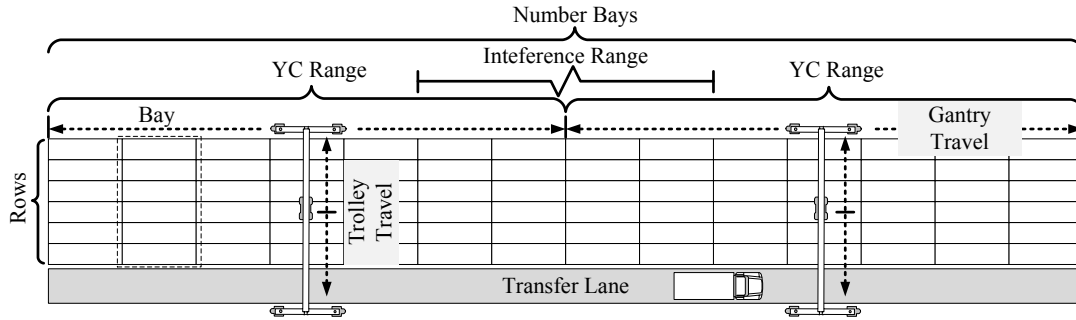 Number Bays
Inteference Range
YC Range
YC Range
Bay
Gantry
Travel
Rows
Trolley
Travel
Transfer Lane